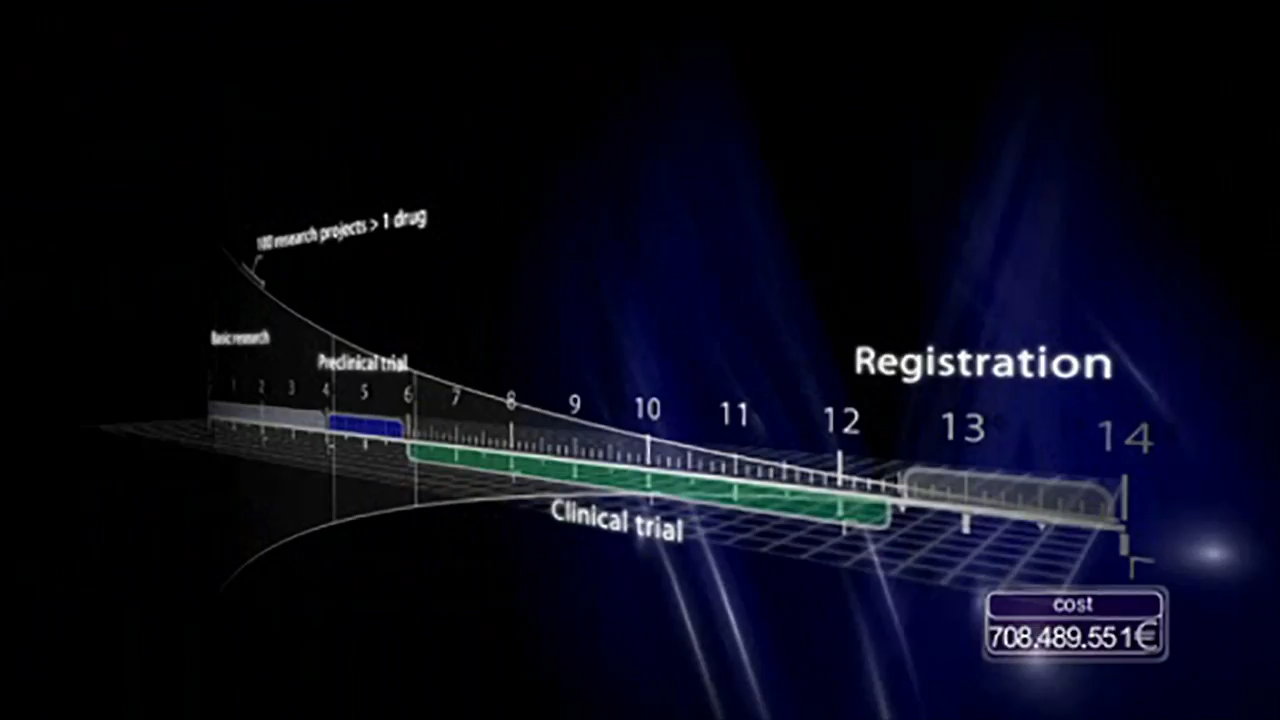 100 research projects > 1 drug
Basic research
Preclinical trial
Registration
1 2 3 4 5 6 7 8 9 10 11 12 13 14
Clinical trial
cost
708.489.551€